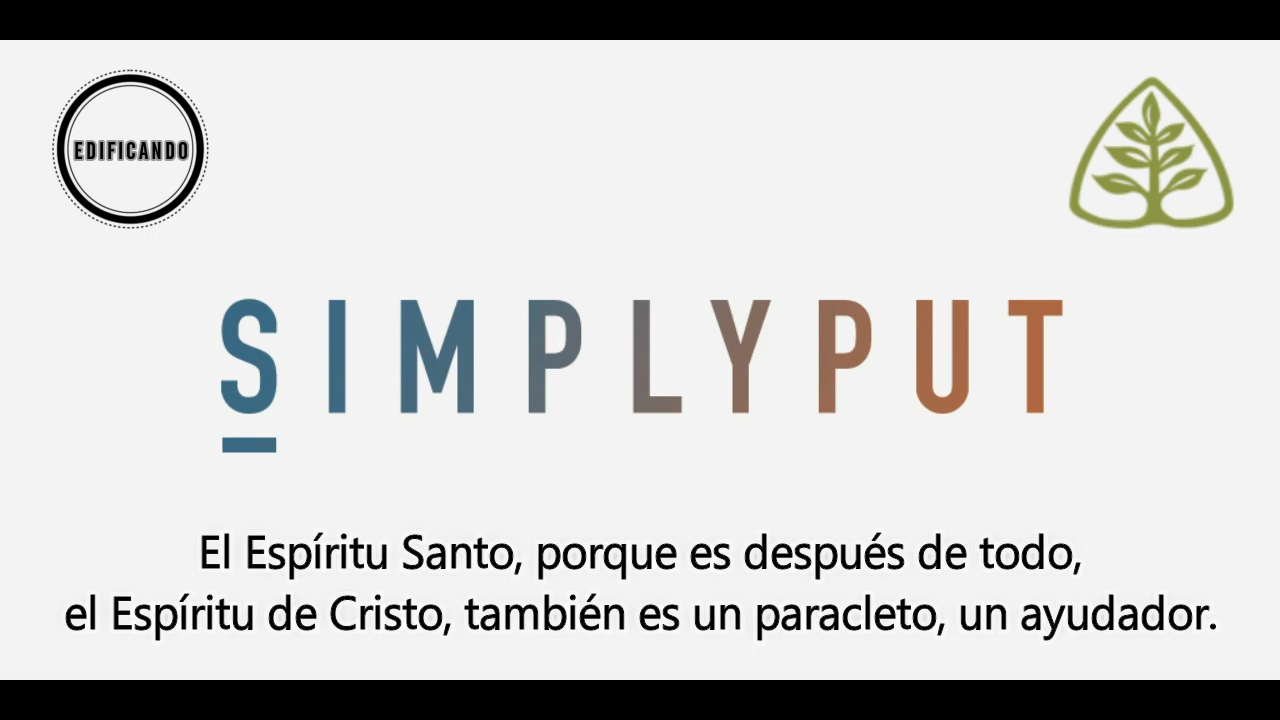 EDIFICANDO
SIMPLYPUT
El Espíritu Santo, porque es después de todo,
el Espíritu de Cristo, también es un paracleto, un ayudador.